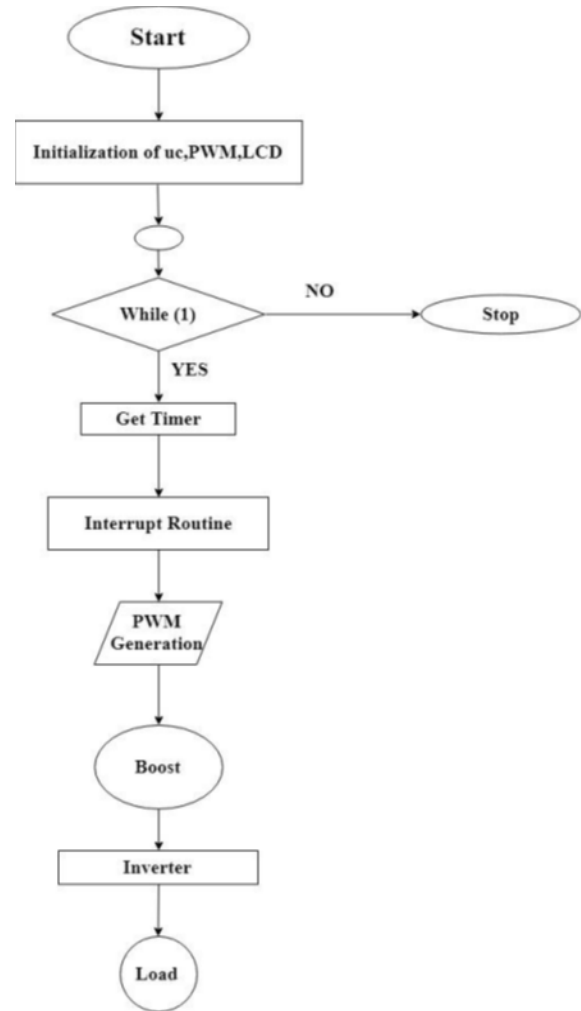 Start
Initialization of uc,PWM,LCD
While (1)
NO
Stop
YES
Get Timer
Interrupt Routine
PWM
Generation
Boost
Inverter
Load